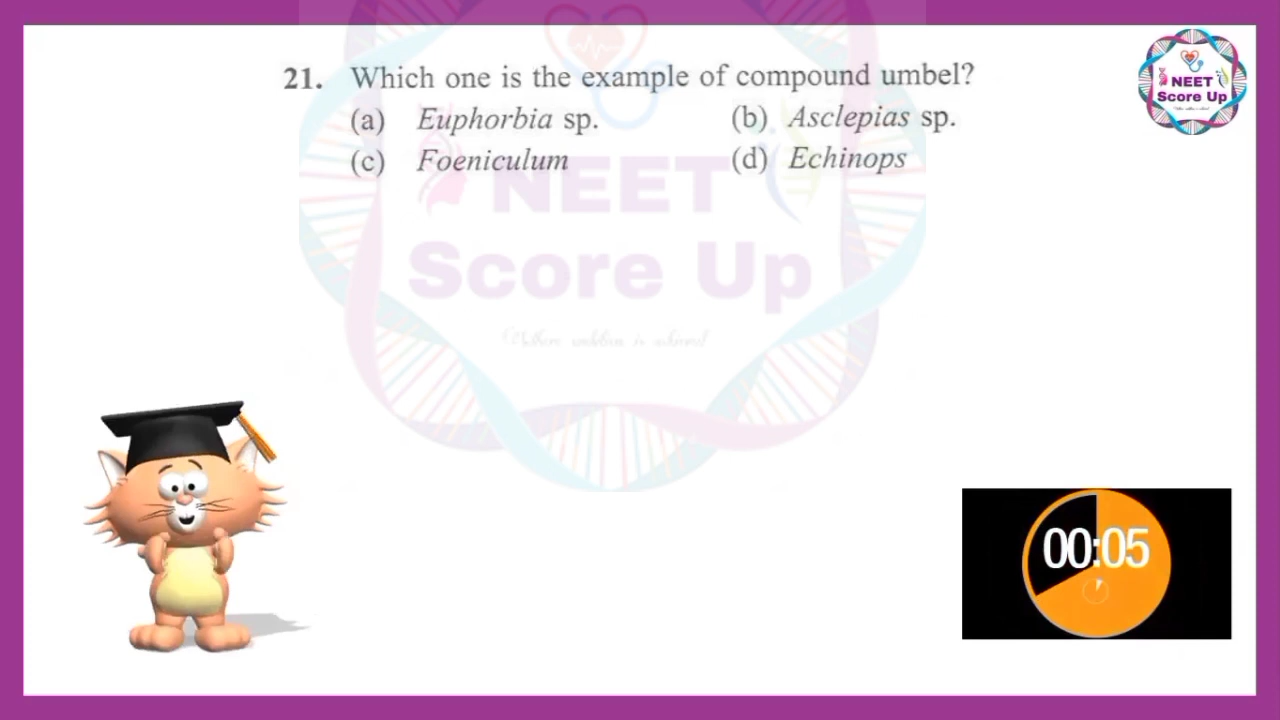 21. Which one is the example of compound umbel?
(a) Euphorbia sp. (b) Asclepias sp.
(c) Foeniculum (d) Echinops
NEET
Score Up
NEET
Score Up
00:05